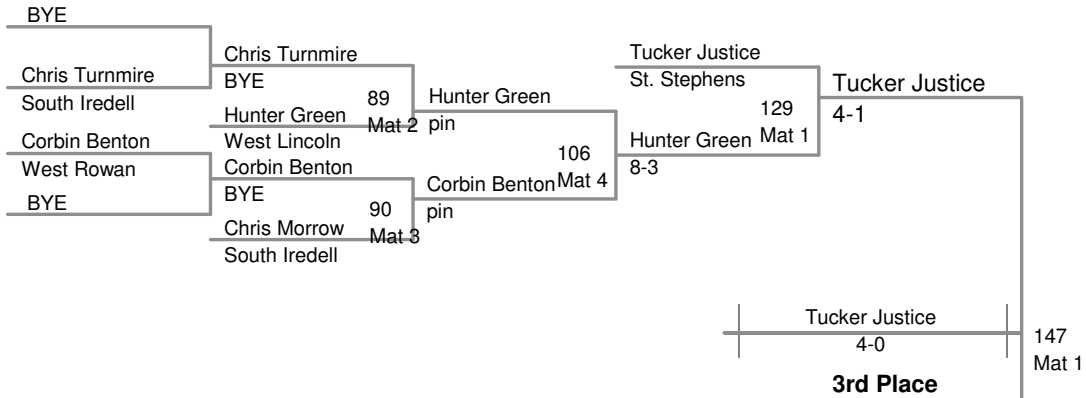 BYE
Chris Turnmire
South Iredell
Corbin Benton
West Rowan
BYE
Chris Turnmire
BYE
Hunter Green
West Lincoln
Corbin Benton
BYE
Chris Morrow
South Iredell
89
Mat 2
90
Mat 3
Hunter Green
pin
Corbin Benton
pin
106
Mat 4
Tucker Justice
St. Stephens
Hunter Green
8-3
129
Mat 1
Tucker Justice
4-1
Tucker Justice
4-0
3rd Place
147
Mat 1